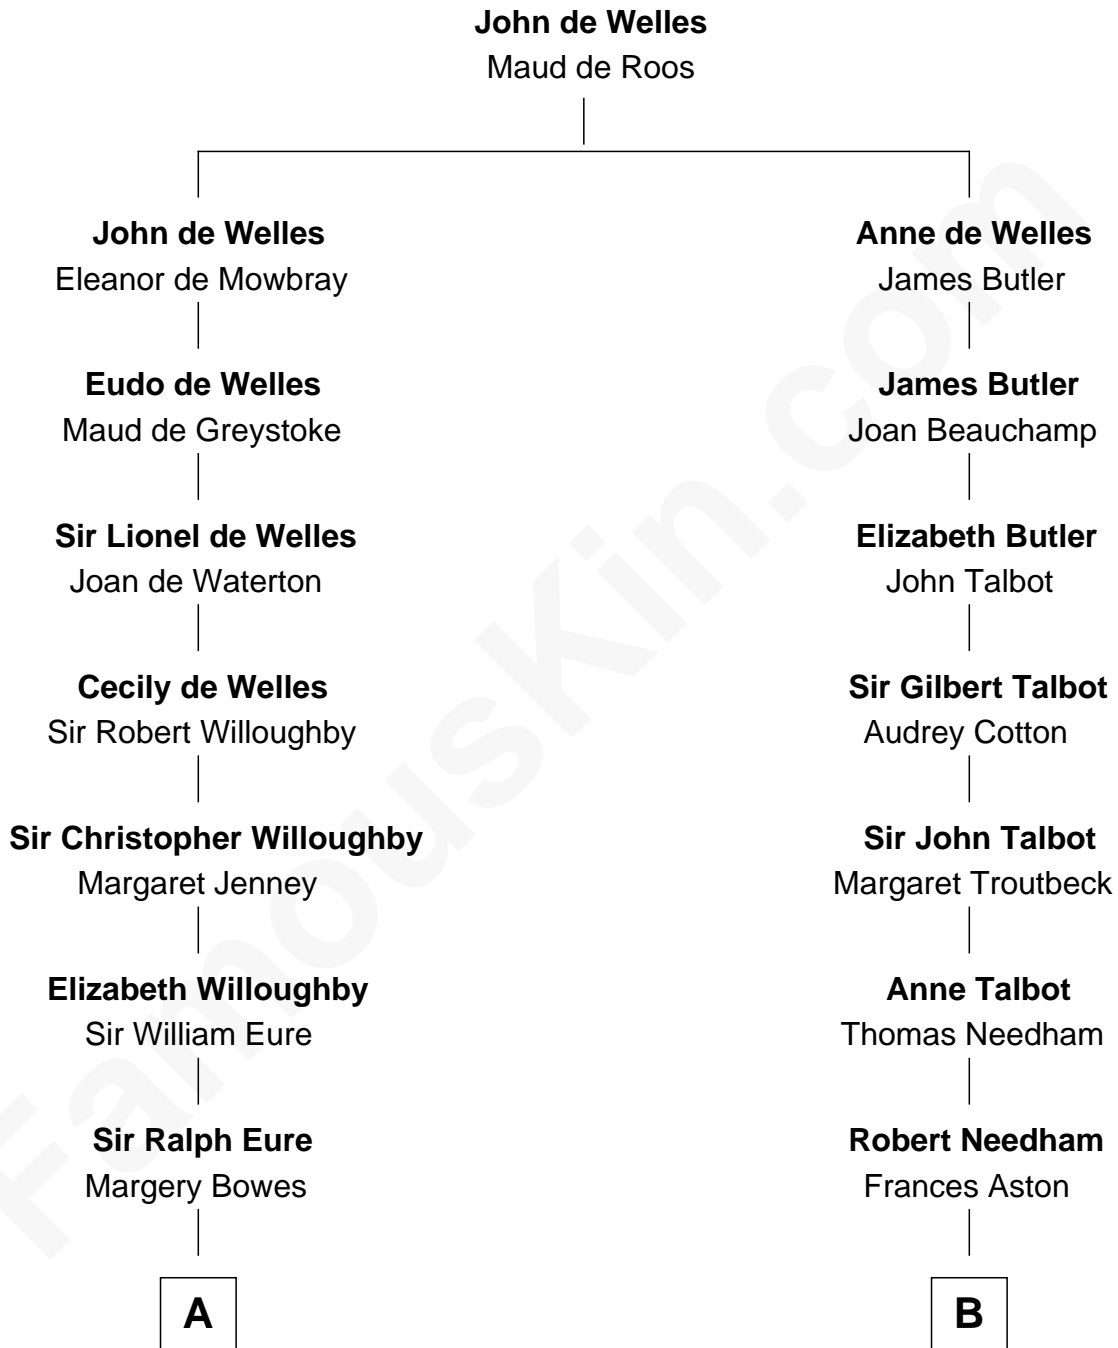 John de Welles
Maud de Roos
John de Welles
Eleanor de Mowbray
Anne de Welles
James Butler
Eudo de Welles
Maud de Greystoke
James Butler
Joan Beauchamp
Sir Lionel de Welles
Joan de Waterton
Elizabeth Butler
John Talbot
Cecily de Welles
Sir Robert Willoughby
Sir Gilbert Talbot
Audrey Cotton
Sir Christopher Willoughby
Margaret Jenney
Sir John Talbot
Margaret Troutbeck
Elizabeth Willoughby
Sir William Eure
Anne Talbot
Thomas Needham
Sir Ralph Eure
Margery Bowes
Robert Needham
Frances Aston
A
B
FamousKin.com